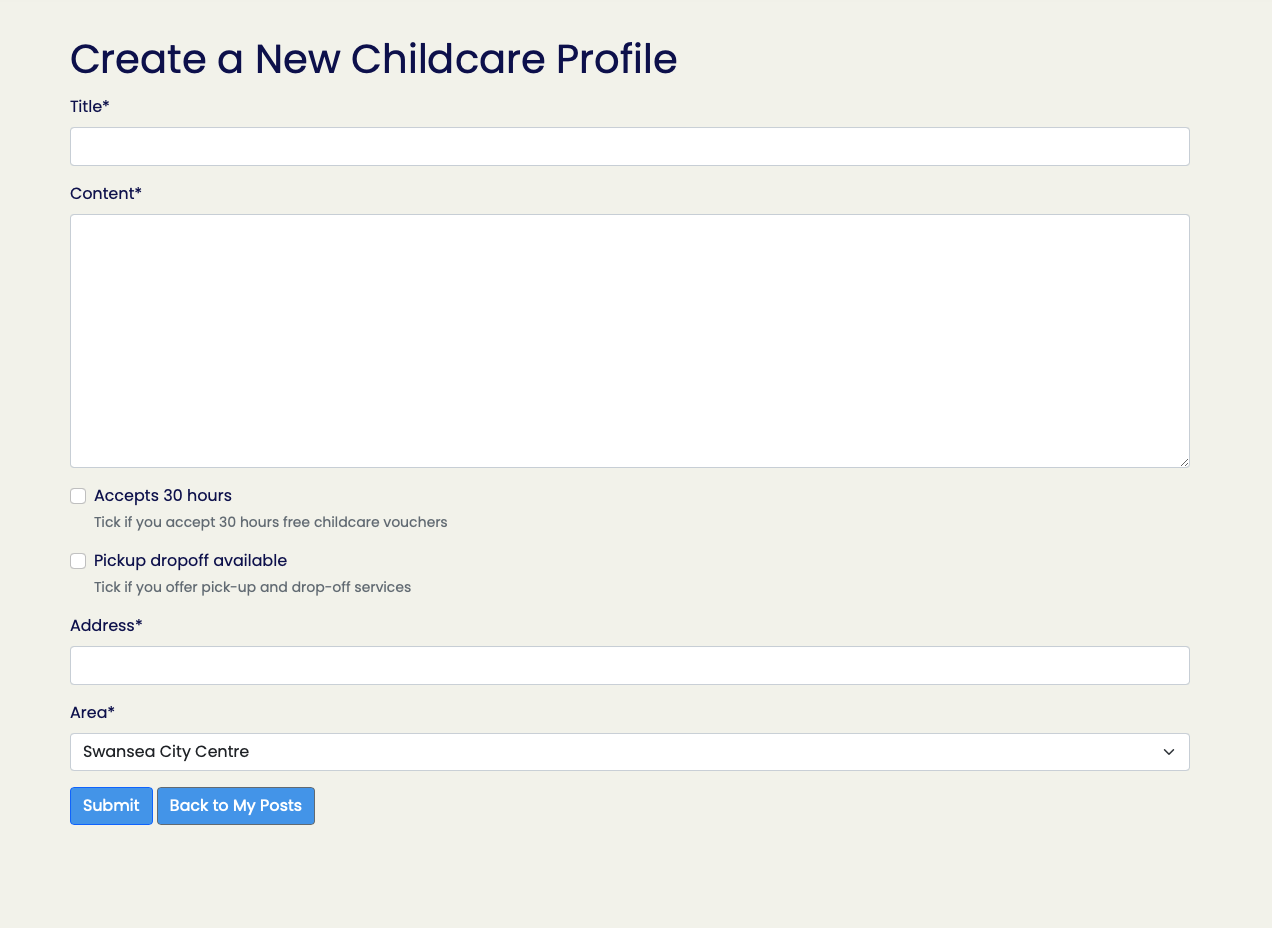 Create a New Childcare Profile
Title*
Content*
Accepts 30 hours
Tick if you accept 30 hours free childcare vouchers
Pickup dropoff available
Tick if you offer pick-up and drop-off services
Address*
Area*
Swansea City Centre
Submit Back to My Posts